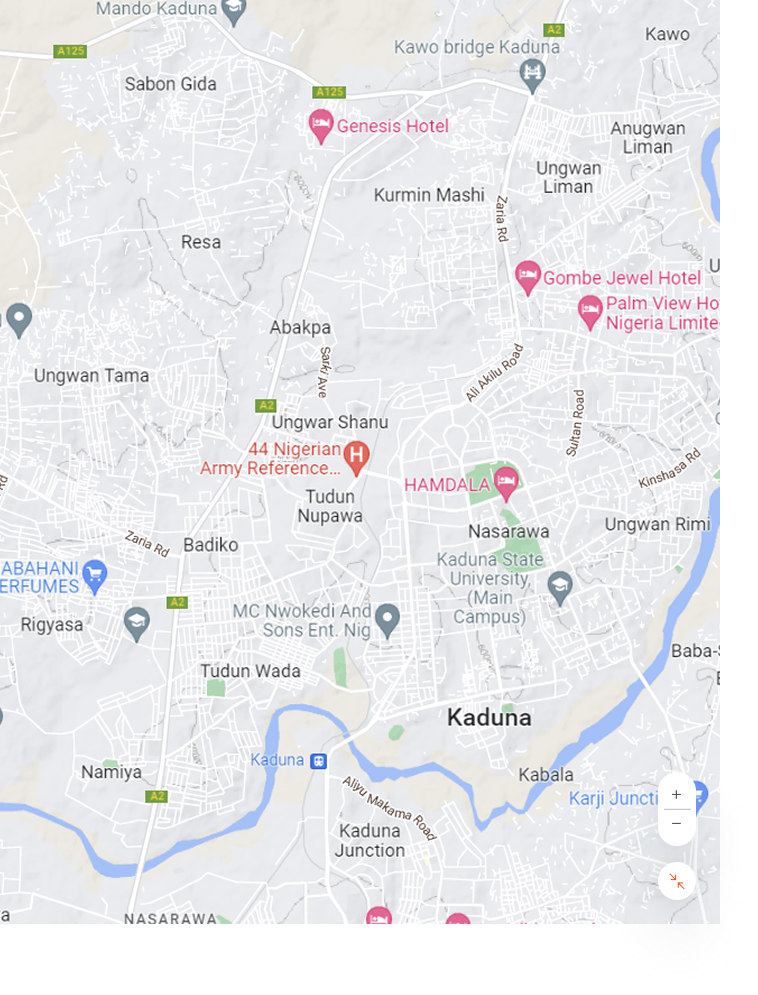 Mando Kaduna
A2
Kawo
Kawo bridge Kaduna
A125
Sabon Gida
A125
Genesis Hotel
Anugwan
Liman
Ungwan
Liman
Kurmin Mashi
Zaria Rd
Resa
Gombe Jewel Hotel
Palm View Ho
Nigeria Limite
Abakpa
Sarki Ave
Ali Akilu Road
Ungwan Tama
Sultan Road
A2
Ungwar Shanu
44 Nigerian
Army Reference...
HAMDALA
Kinshasa Rd
Rd
Tudun
Nupawa
Nasarawa
Ungwan Rimi
Zaria Rd
Badiko
Kaduna State
University,
(Main
Campus)
ABAHANI
ERFUMES
A2
MC Nwokedi And
Sons Ent. Nig
Rigyasa
Baba-
Tudun Wada
Kaduna
Kaduna
Namiya
Kabala
A2
Karji Juncti
Aliyu Makama Road
Kaduna
Junction
NASARAWA
a